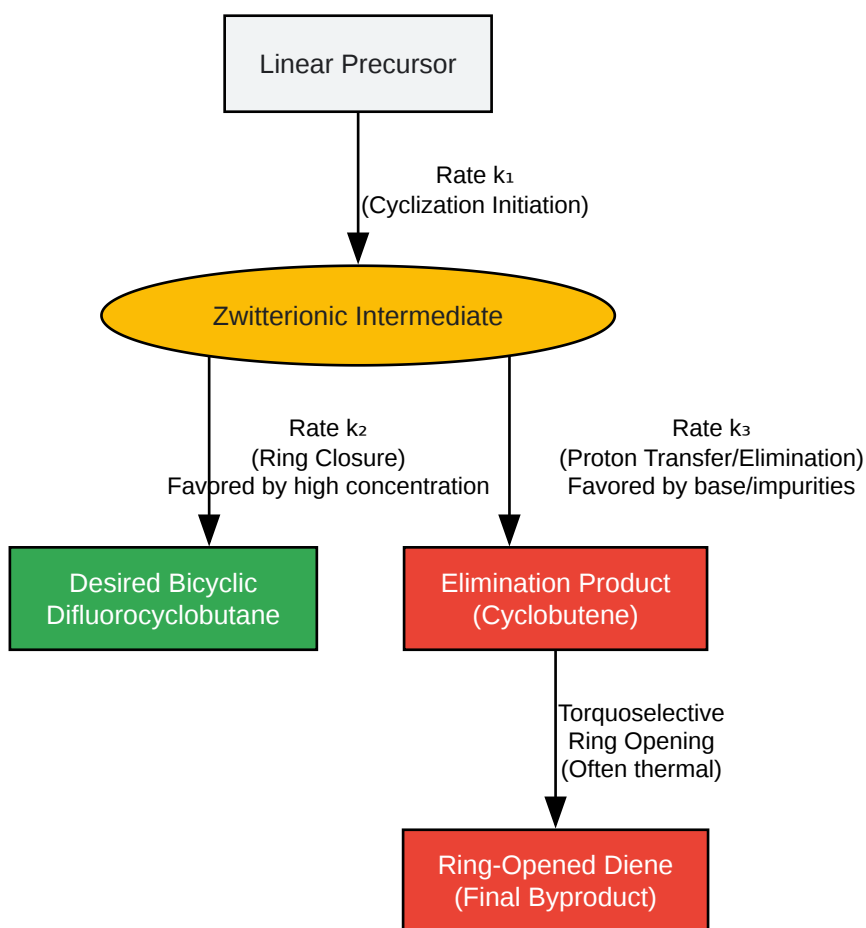 Linear Precursor
Rate k₁
(Cyclization Initiation)
Zwitterionic Intermediate
Rate k₂
(Ring Closure)
Favored by high concentration
Rate k₃
(Proton Transfer/Elimination)
Favored by base/impurities
Desired Bicyclic
Difluorocyclobutane
Elimination Product
(Cyclobutene)
Torquoselective
Ring Opening
(Often thermal)
Ring-Opened Diene
(Final Byproduct)